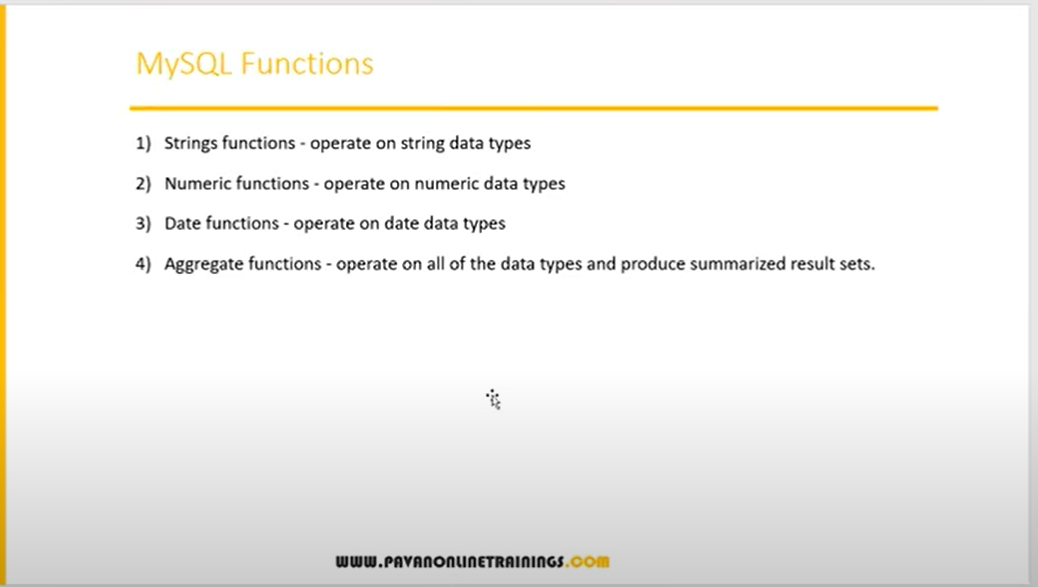 MySQL Functions
1) Strings functions - operate on string data types
2) Numeric functions - operate on numeric data types
3) Date functions - operate on date data types
4) Aggregate functions - operate on all of the data types and produce summarized result sets.
WWW.PAVANONLINETRAININGS.COM